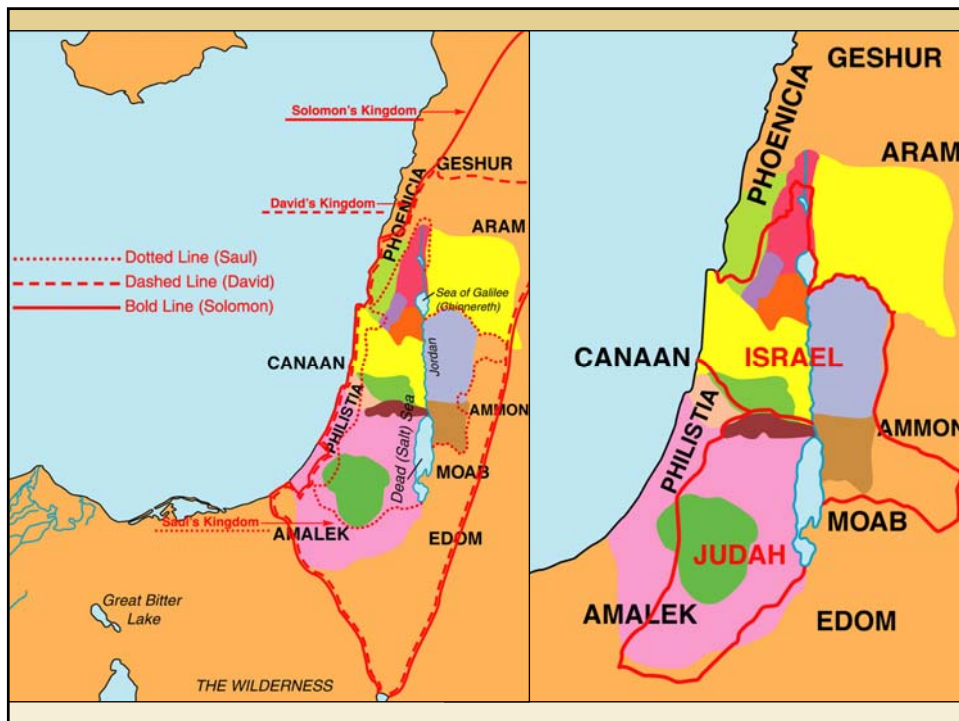 Solomon's Kingdom
GESHUR
David's Kingdom
PHOENICIA
ARAM
Dotted Line (Saul)
Dashed Line (David)
Bold Line (Solomon)
Sea of Galilee
(Chinnereth)
CANAAN
Jordan
PHILISTIA
AMMON
Dead (Salt) Sea
MOAB
Saul's Kingdom
AMALEK
EDOM
Great Bitter
Lake
THE WILDERNESS
GESHUR
PHOENICIA
ARAM
CANAAN
ISRAEL
PHILISTIA
AMMON
MOAB
JUDAH
AMALEK
EDOM